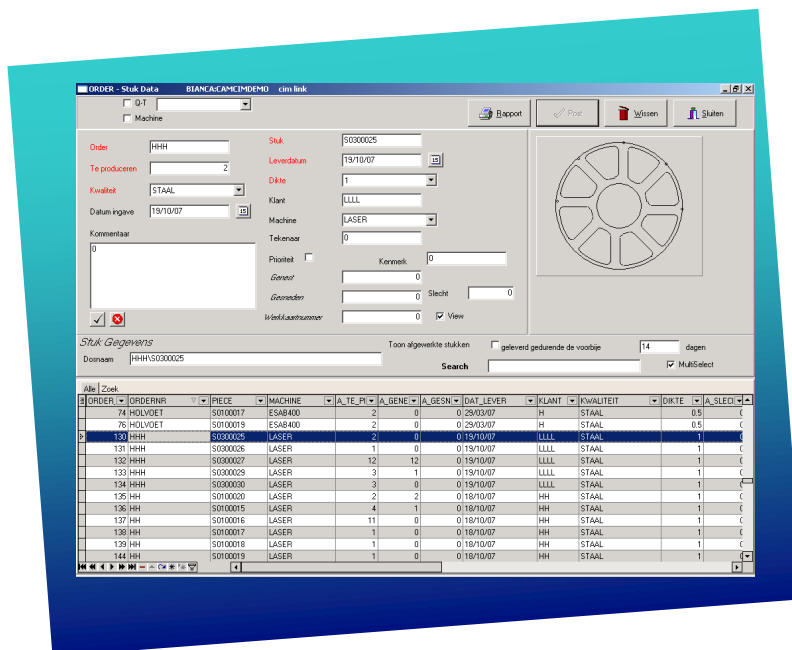 ORDER - Stuk Data BIANCA:CAMCIMDEMO cim link
Q-T
Machine
Rapport Post Wissen Sluiten
Order HHH
Te produceren 2
Kwaliteit STAAL
Datum ingave 19/10/07 15
Kommentaar
0
Stuk S0300025
Leverdatum 19/10/07 15
Dikte 1
Klant LLLL
Machine LASER
Tekenaar 0
Prioriteit Kenmerk 0
Genest 0
Gesneden 0 Slecht 0
Werkkaartnummer 0 View
Stuk Gegevens
Dosnaam HHH\S0300025
Toon afgewerkte stukken geleverd gedurende de voorbije 14 dagen
Search MultiSelect
Alle Zoek
ORDER_ ORDERNR PIECE MACHINE A_TE_P A_GENE A_GESN DAT_LEVER KLANT KWALITEIT DIKTE A_SLEC
74 HOLVOET S0100017 ESAB400 2 0 0 29/03/07 H STAAL 0.5
76 HOLVOET S0100019 ESAB400 2 0 0 29/03/07 H STAAL 0.5
130 HHH S0300025 LASER 2 0 0 19/10/07 LLLL STAAL 1
131 HHH S0300026 LASER 1 0 0 19/10/07 LLLL STAAL 1
132 HHH S0300027 LASER 12 12 0 19/10/07 LLLL STAAL 1
133 HHH S0300029 LASER 3 1 0 19/10/07 LLLL STAAL 1
134 HHH S0300030 LASER 3 0 0 19/10/07 LLLL STAAL 1
135 HH S0100020 LASER 2 2 0 18/10/07 HH STAAL 1
136 HH S0100015 LASER 4 1 0 18/10/07 HH STAAL 1
137 HH S0100016 LASER 11 0 0 18/10/07 HH STAAL 1
138 HH S0100017 LASER 1 0 0 18/10/07 HH STAAL 1
139 HH S0100018 LASER 1 0 0 18/10/07 HH STAAL 1
144 HH S0100019 LASER 1 0 0 18/10/07 HH STAAL 1